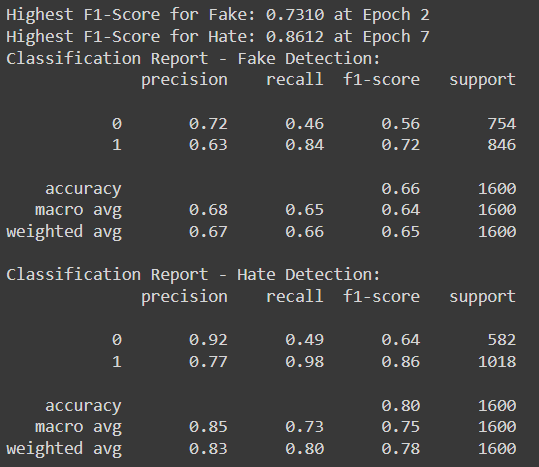 Highest F1-Score for Fake: 0.7310 at Epoch 2
Highest F1-Score for Hate: 0.8612 at Epoch 7
Classification Report - Fake Detection:
precision recall f1-score support
0 0.72 0.46 0.56 754
1 0.63 0.84 0.72 846
accuracy 0.66 1600
macro avg 0.68 0.65 0.64 1600
weighted avg 0.67 0.66 0.65 1600
Classification Report - Hate Detection:
precision recall f1-score support
0 0.92 0.49 0.64 582
1 0.77 0.98 0.86 1018
accuracy 0.80 1600
macro avg 0.85 0.73 0.75 1600
weighted avg 0.83 0.80 0.78 1600